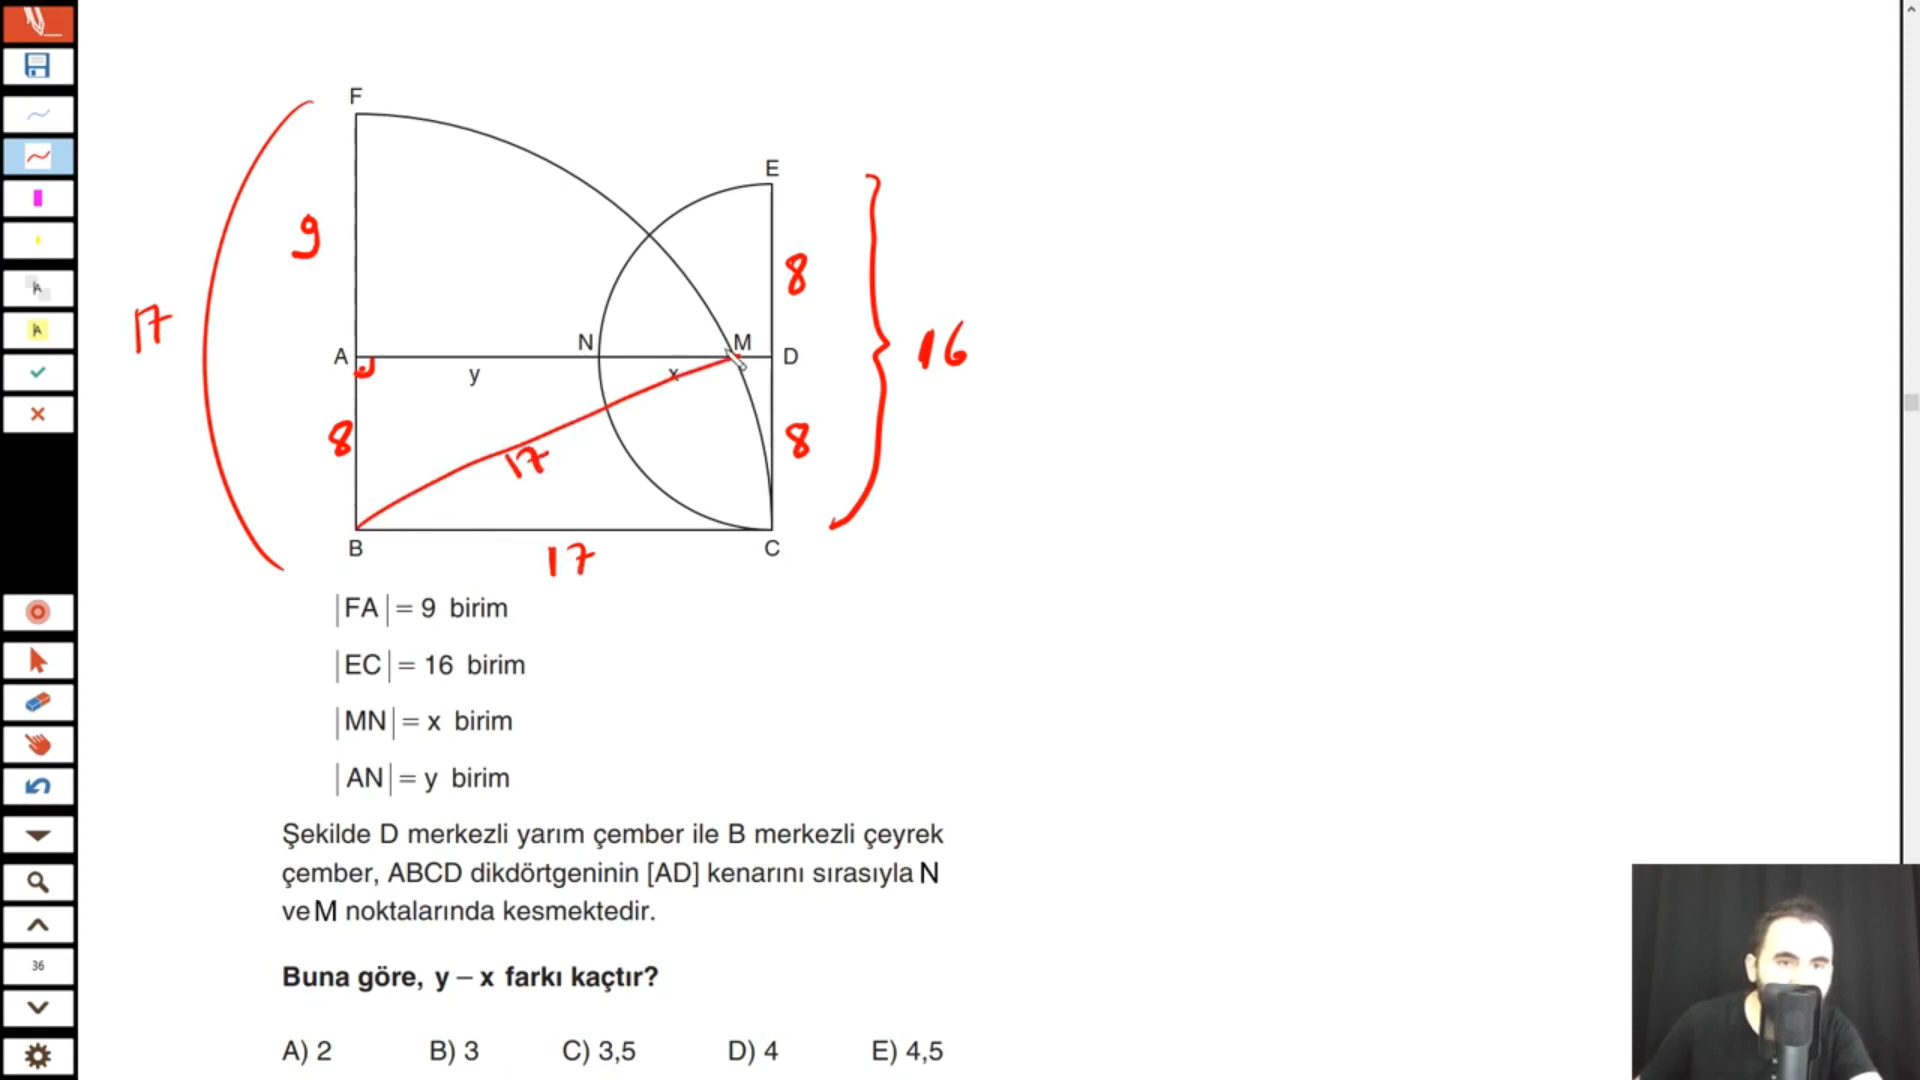 F
E
9
8
17
N
M
A
D
16
y
x
8
17
8
B
C
17
|FA| = 9 birim
|EC| = 16 birim
|MN| = x birim
|AN| = y birim
Şekilde D merkezli yarım çember ile B merkezli çeyrek
çember, ABCD dikdörtgeninin [AD] kenarını sırasıyla N
ve M noktalarında kesmektedir.
36
Buna göre, y – x farkı kaçtır?
A) 2 B) 3 C) 3,5 D) 4 E) 4,5